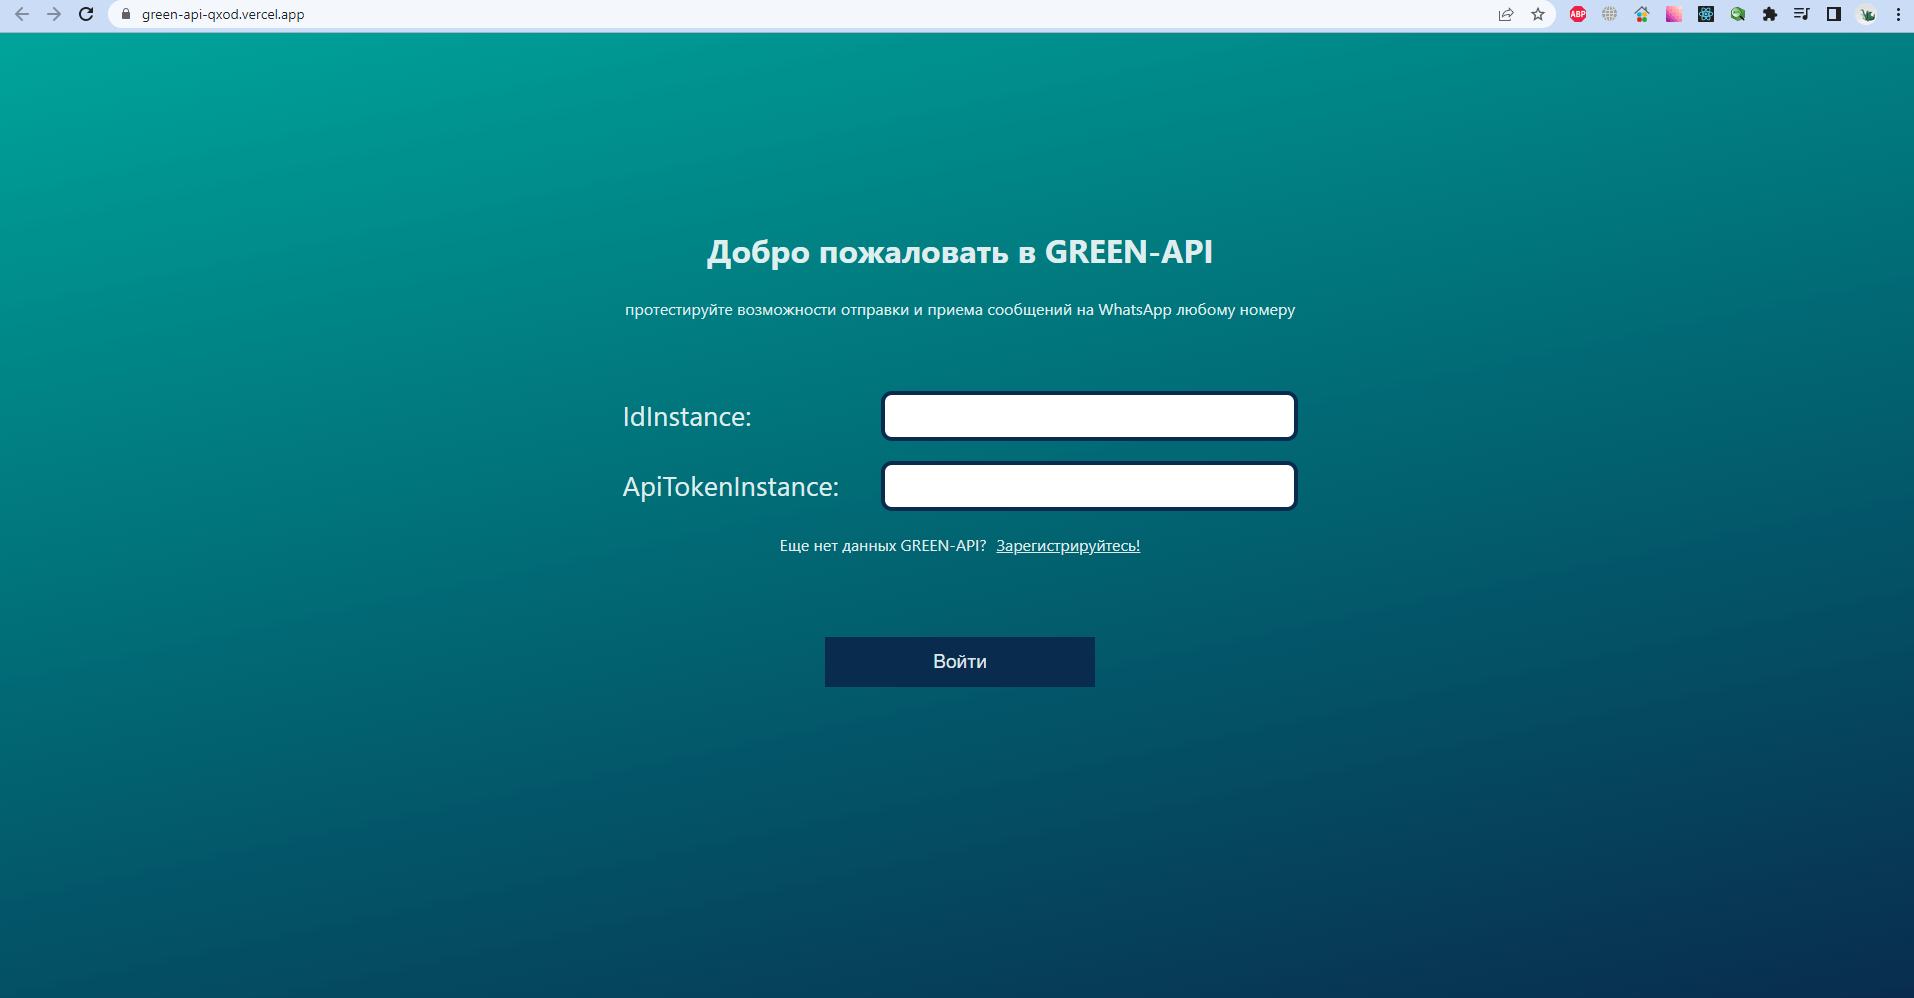 green-api-qxod.vercel.app
ABP
Добро пожаловать в GREEN-API
протестируйте возможности отправки и приема сообщений на WhatsApp любому номеру
IdInstance:
ApiTokenInstance:
Еще нет данных GREEN-API? Зарегистрируйтесь!
Войти